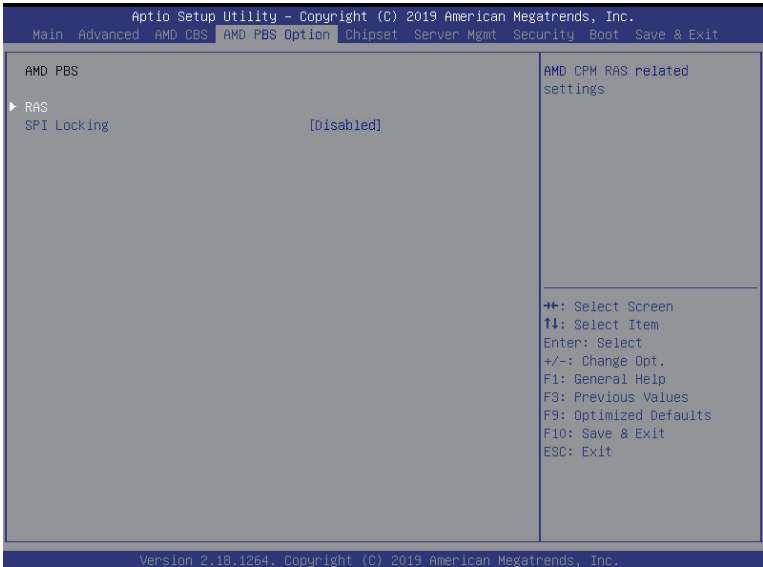 Aptio Setup Utility – Copyright (C) 2019 American Megatrends, Inc.
Main Advanced AMD CBS AMD PBS Option Chipset Server Mgmt Security Boot Save & Exit
AMD PBS
RAS
SPI Locking [Disabled]
AMD CPM RAS related
settings
→←: Select Screen
↑↓: Select Item
Enter: Select
+/-: Change Opt.
F1: General Help
F3: Previous Values
F9: Optimized Defaults
F10: Save & Exit
ESC: Exit
Version 2.18.1264. Copyright (C) 2019 American Megatrends, Inc.